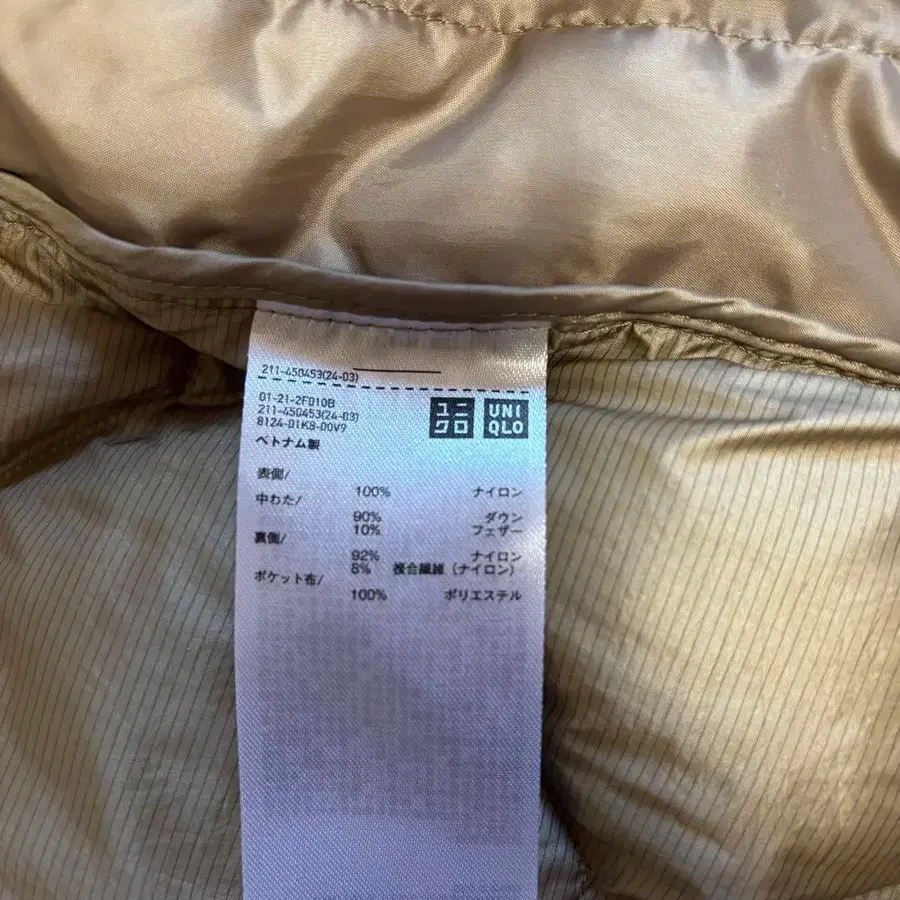 211-450453(24-03)
01-21-2F010B
211-450453(24-03)
8124-01K8-00V9
ユニクロ
UNIQLO
ベトナム製
表側/
100% ナイロン
中わた/
90% ダウン
10% フェザー
裏側/
92% ナイロン
8% 複合繊維(ナイロン)
ポケット布/
100% ポリエステル